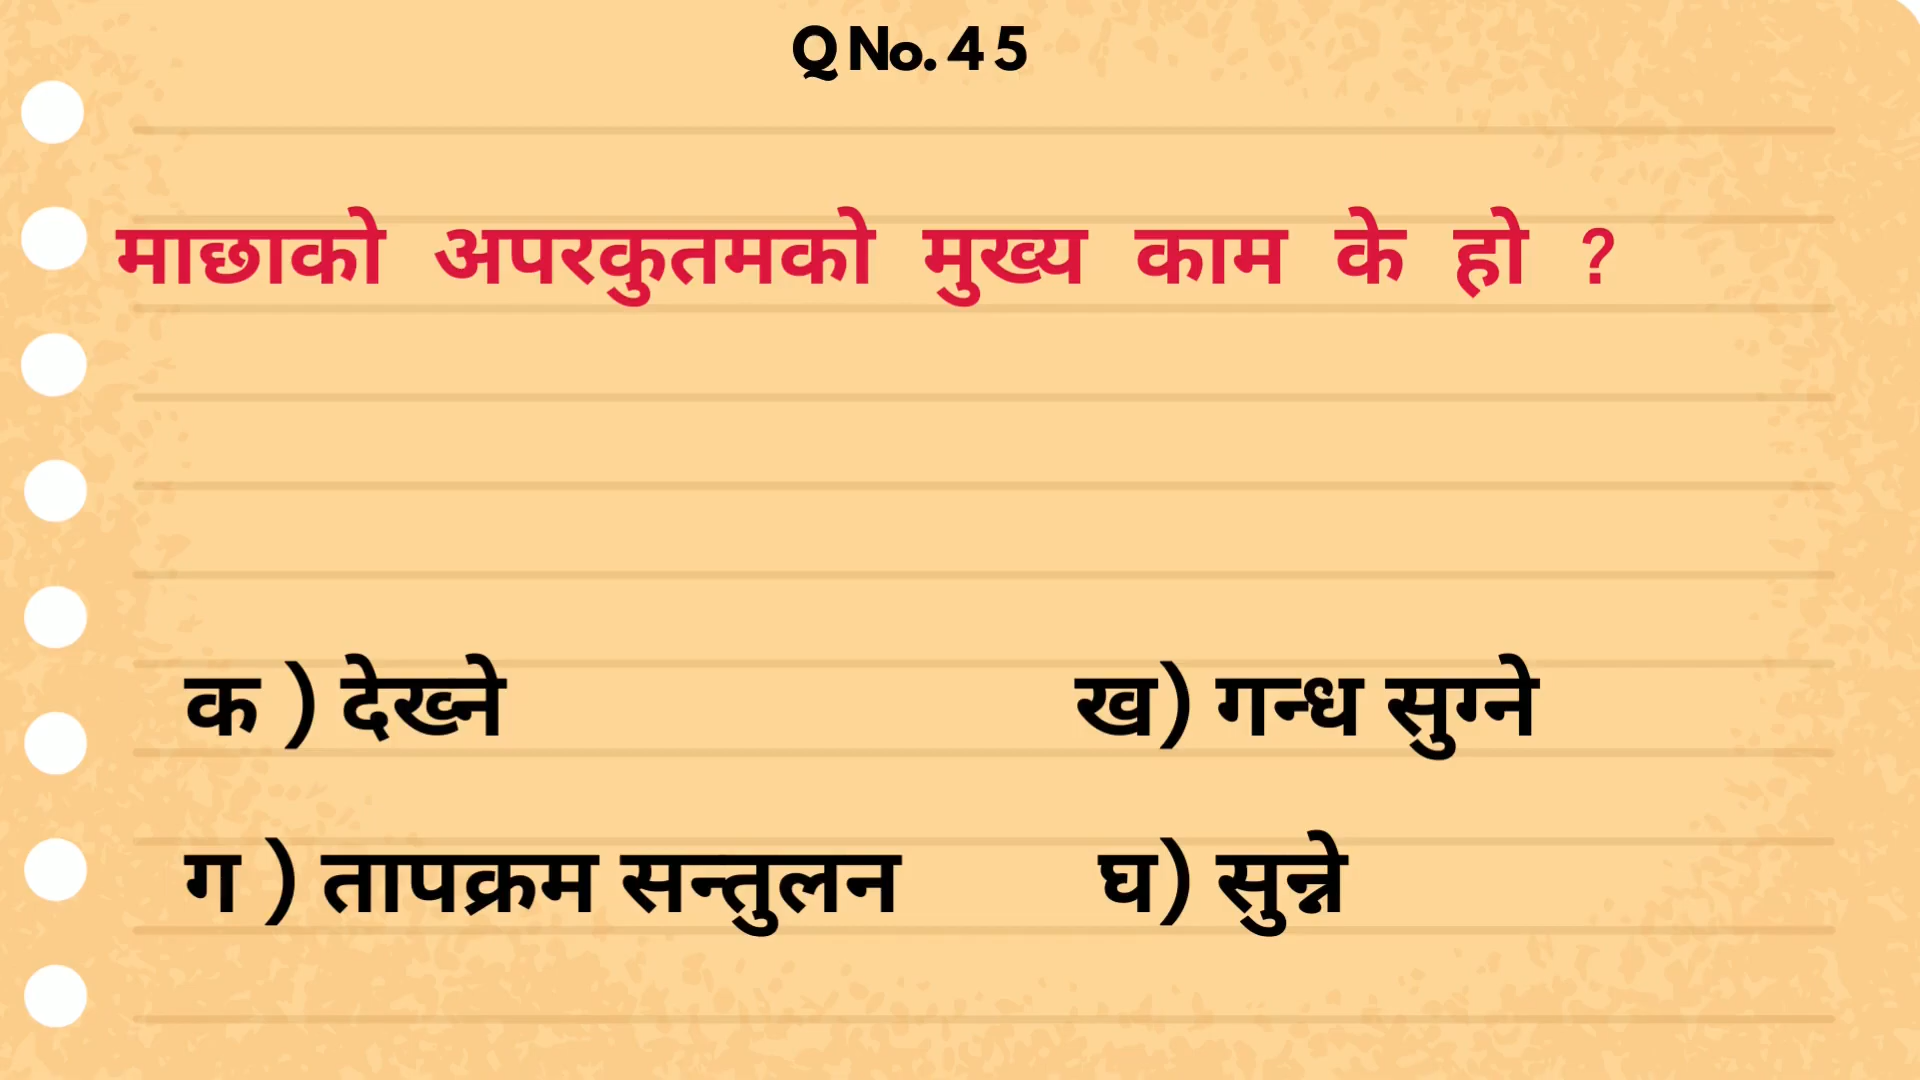 Q No. 45
माछाको अपरकुतमको मुख्य काम के हो ?
क ) देख्ने
ख) गन्ध सुग्ने
ग ) तापक्रम सन्तुलन
घ) सुन्ने